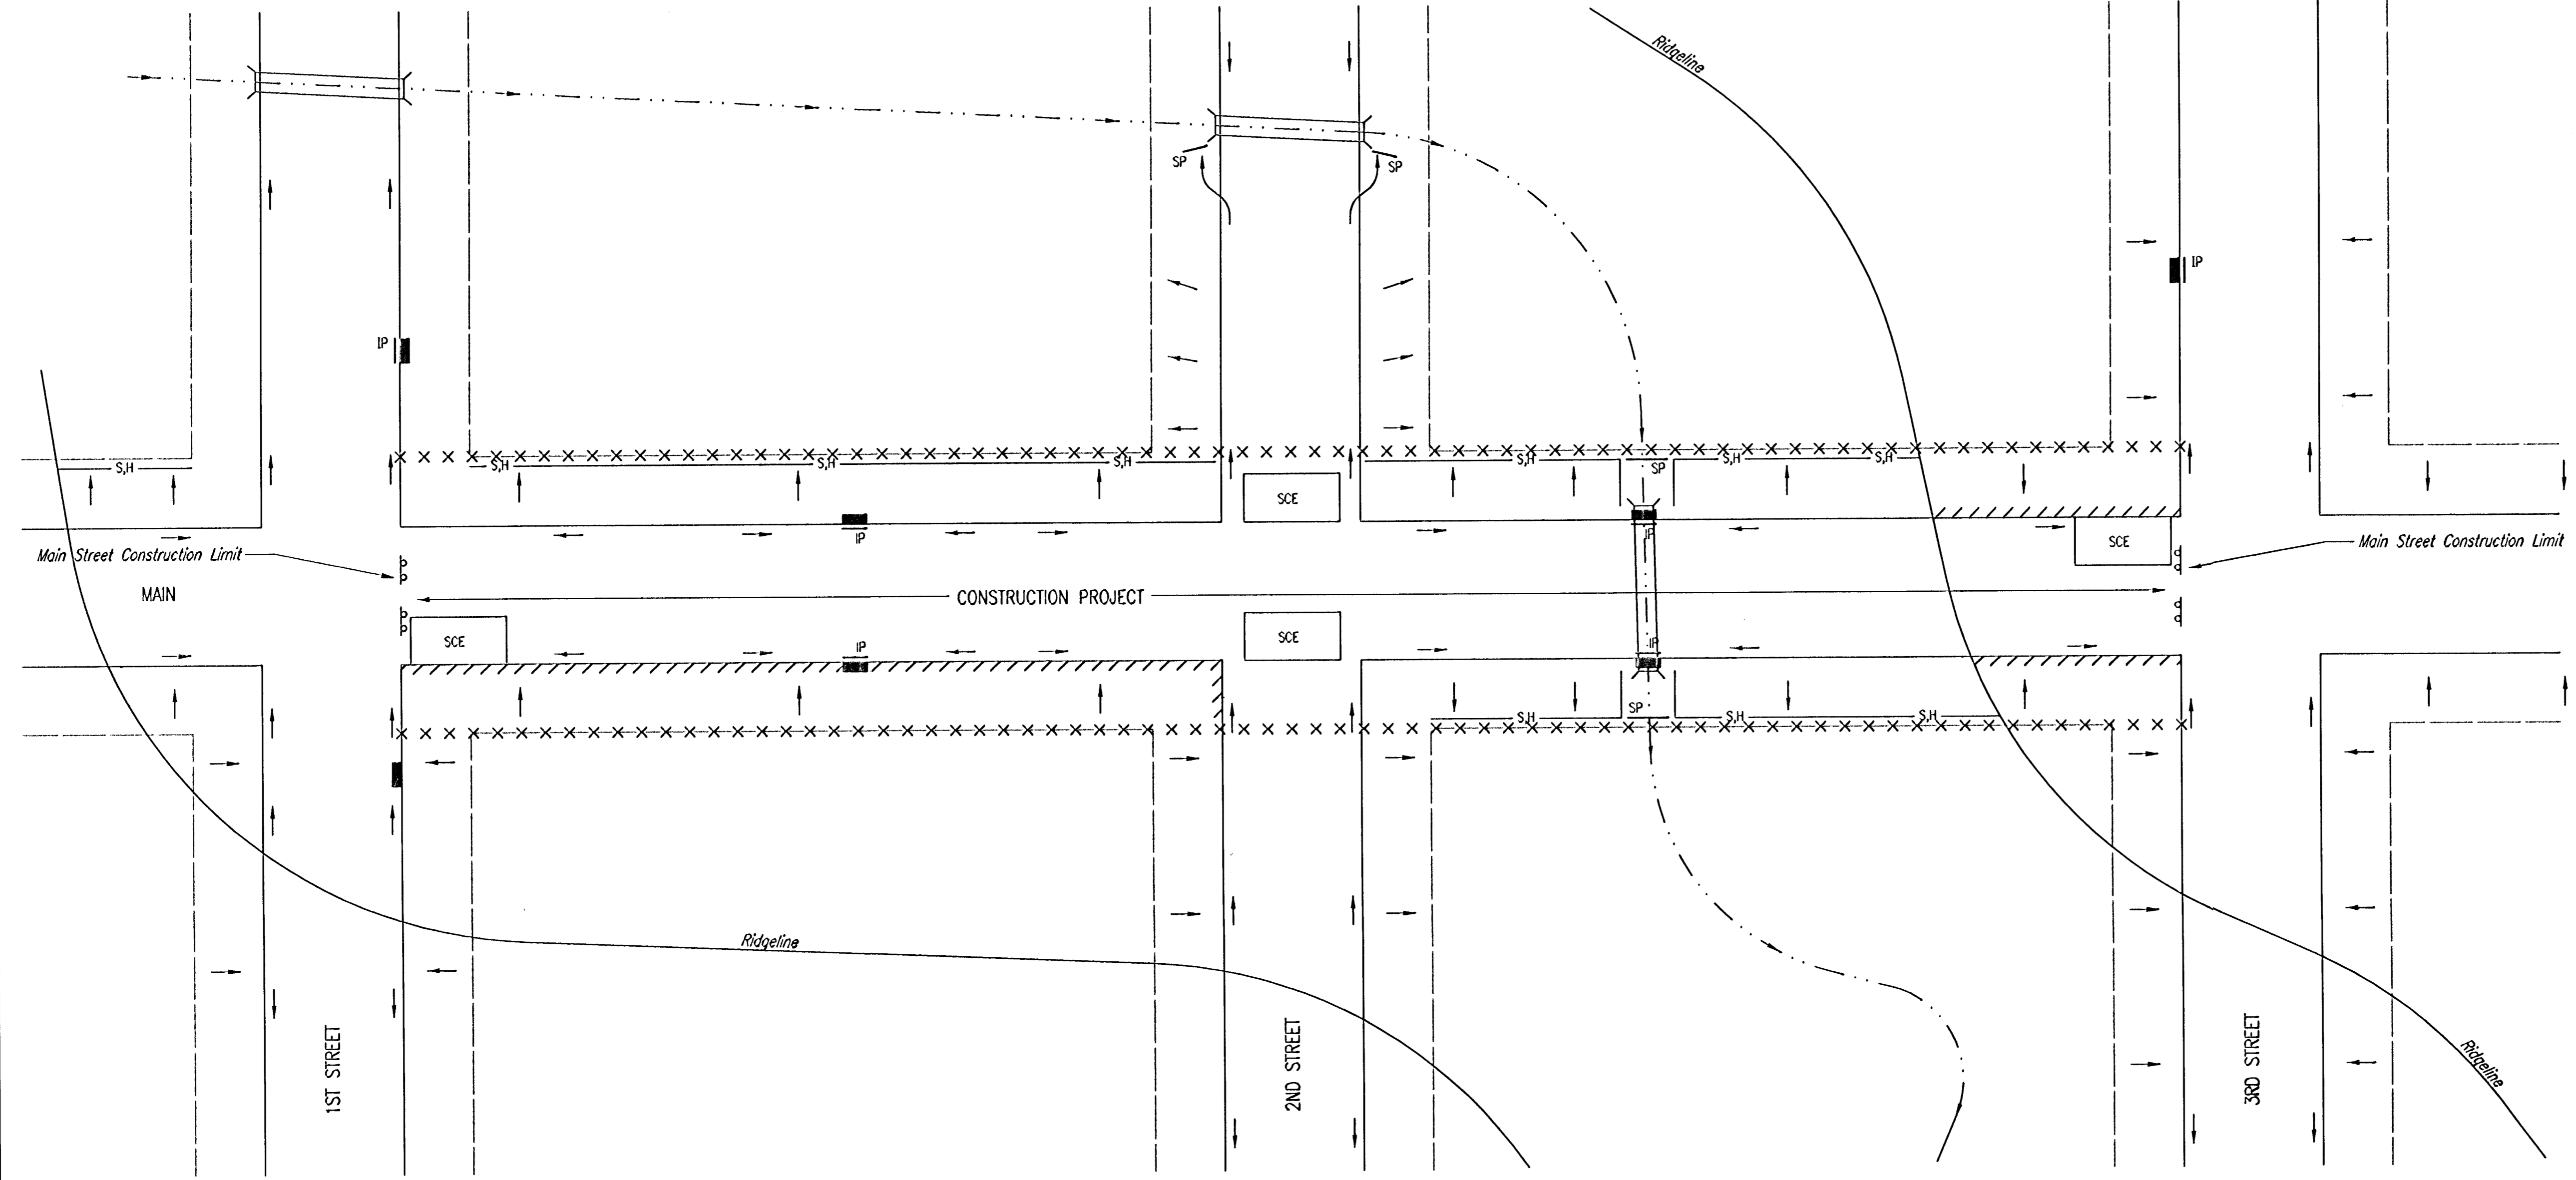 Ridgeline
SP
SP
IP
IP
S,H
S,H
S,H
S,H
S,H
SP
S,H
S,H
SCE
IP
IP
SCE
Main Street Construction Limit
Main Street Construction Limit
MAIN
CONSTRUCTION PROJECT
SCE
SCE
IP
IP
SP
S,H
S,H
S,H
Ridgeline
1ST STREET
2ND STREET
3RD STREET
Ridgeline